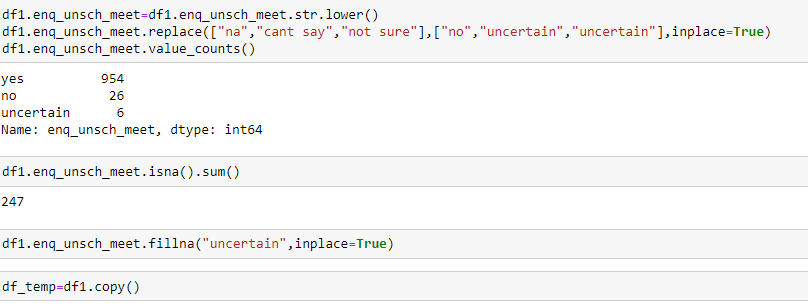 df1.enq_unsch_meet=df1.enq_unsch_meet.str.lower()
df1.enq_unsch_meet.replace(["na","cant say","not sure"],["no","uncertain","uncertain"],inplace=True)
df1.enq_unsch_meet.value_counts()
yes          954
no            26
uncertain      6
Name: enq_unsch_meet, dtype: int64
df1.enq_unsch_meet.isna().sum()
247
df1.enq_unsch_meet.fillna("uncertain",inplace=True)
df_temp=df1.copy()